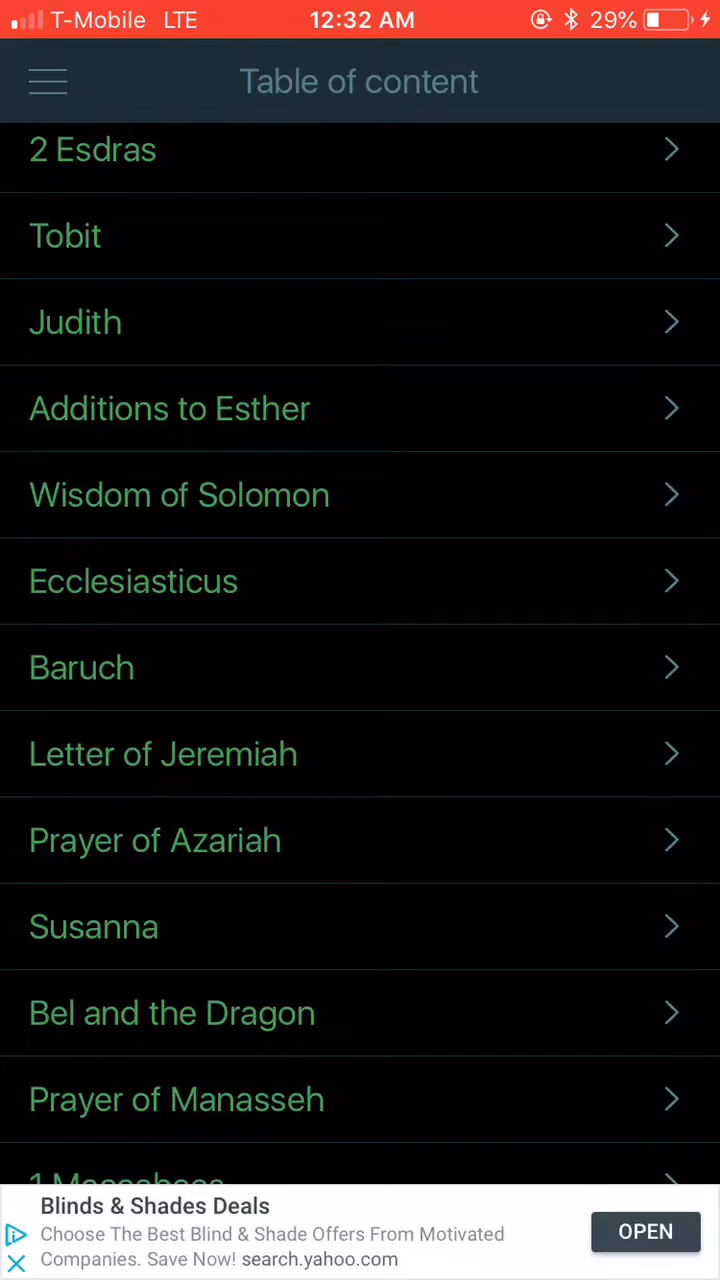 T-Mobile LTE 12:32 AM 29%
Table of content
2 Esdras
Tobit
Judith
Additions to Esther
Wisdom of Solomon
Ecclesiasticus
Baruch
Letter of Jeremiah
Prayer of Azariah
Susanna
Bel and the Dragon
Prayer of Manasseh
1 Maccabees
Blinds & Shades Deals
Choose The Best Blind & Shade Offers From Motivated
Companies. Save Now! search.yahoo.com
OPEN